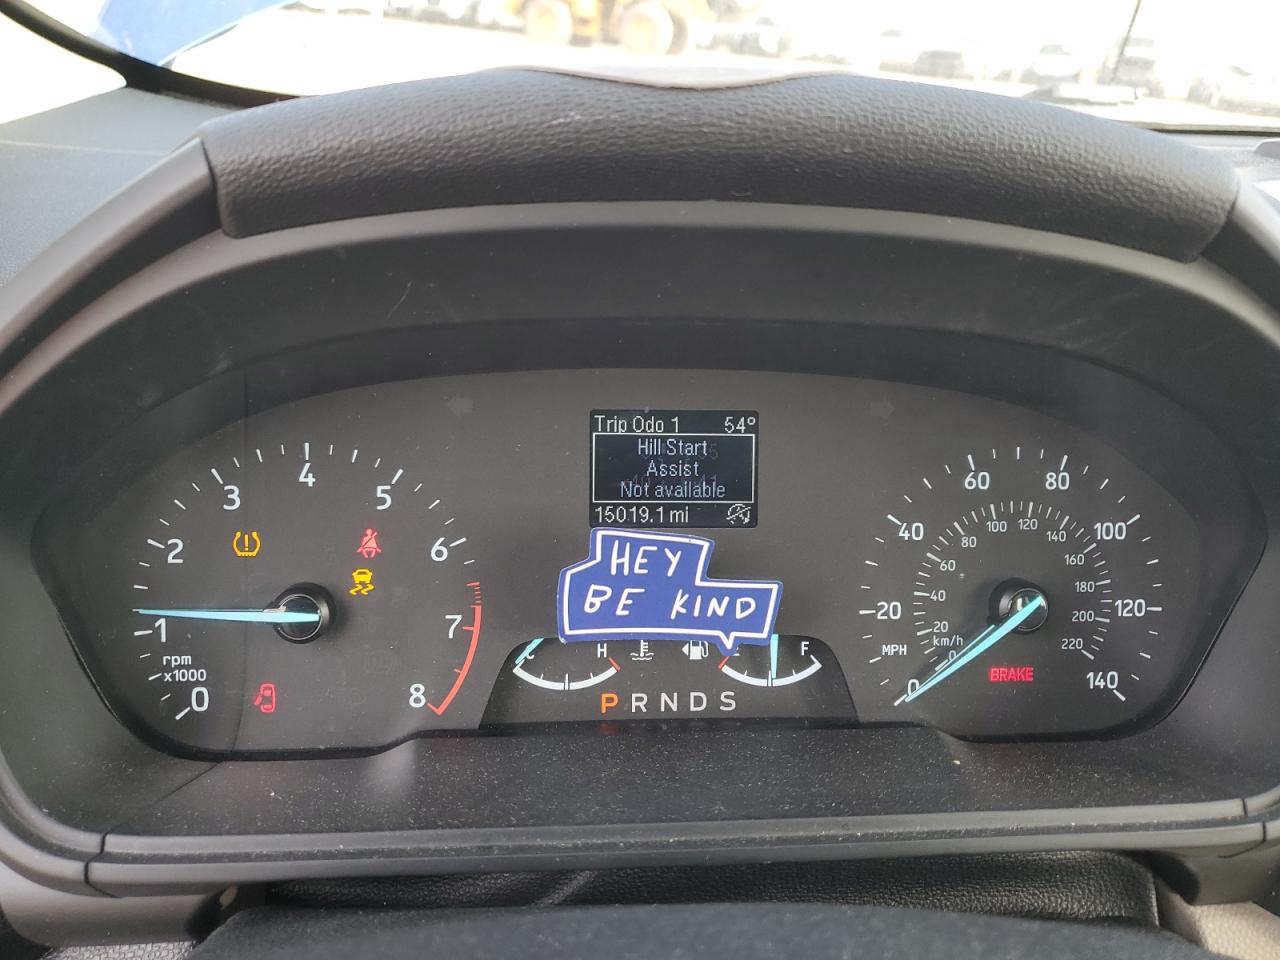 Trip Odo 1 54°
Hill Start
Assist
Not available
15019.1 mi
HEY
BE KIND
0 1 2 3 4 5 6 7 8
rpm
x1000
C H E F
P R N D S
0 20 40 60 80 100 120 140
MPH
0 20 40 60 80 100 120 140 160 180 200 220
km/h
BRAKE